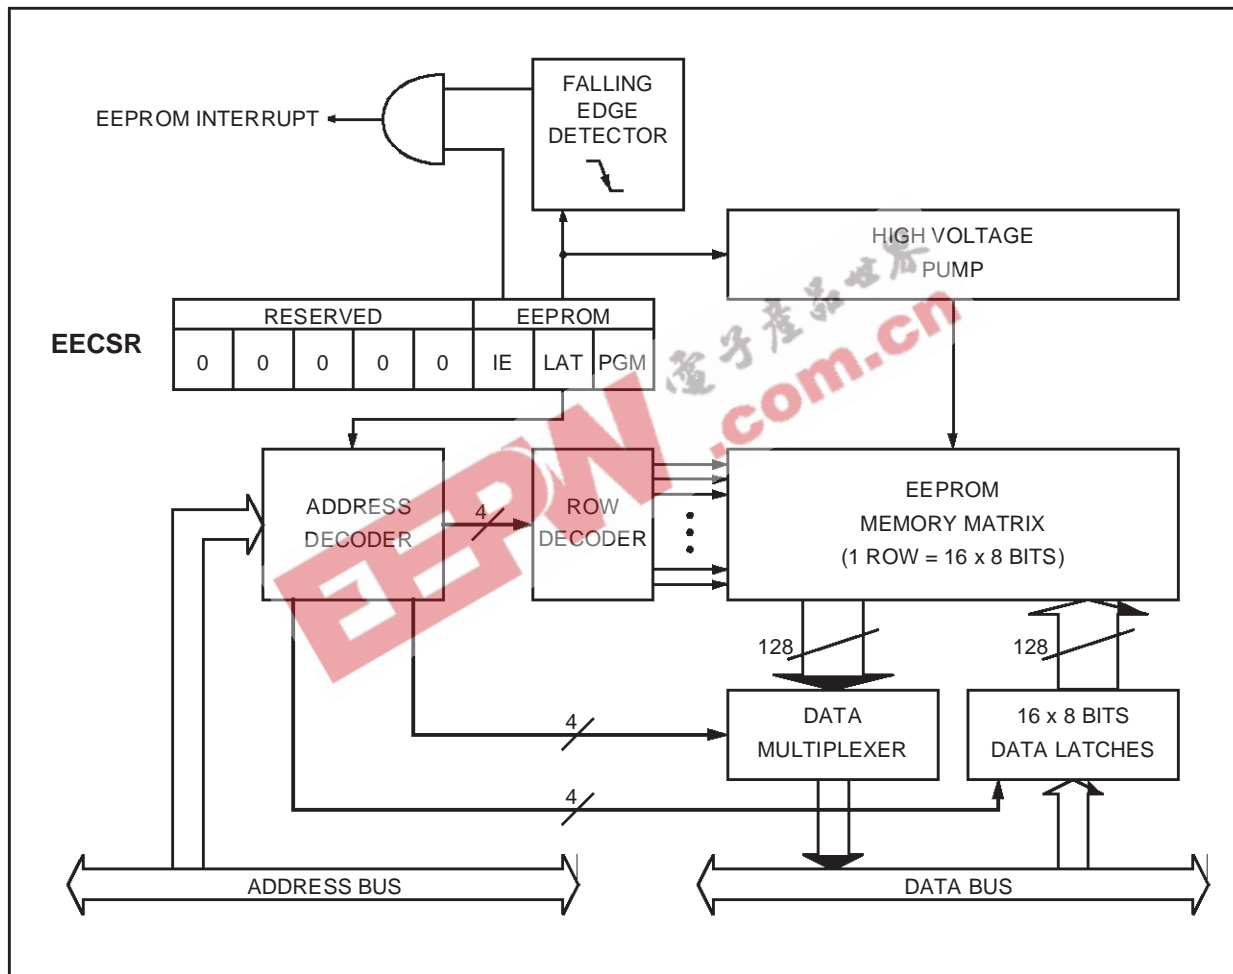 FALLING
EDGE
DETECTOR
EEPROM INTERRUPT
HIGH VOLTAGE
PUMP
RESERVED EEPROM
EECSR
0 0 0 0 0 IE LAT PGM
電子產品世界
.com.cn
EEPW
ADDRESS
DECODER
4
ROW
DECODER
EEPROM
MEMORY MATRIX
(1 ROW = 16 x 8 BITS)
128
128
4
DATA
MULTIPLEXER
16 x 8 BITS
DATA LATCHES
4
ADDRESS BUS
DATA BUS